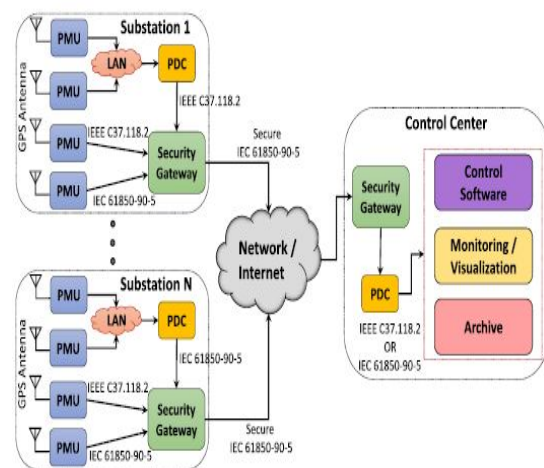 Substation 1
GPS Antenna
PMU
PMU
LAN
PDC
IEEE C37.118.2
PMU
IEEE C37.118.2
PMU
IEC 61850-90-5
Security
Gateway
Secure
IEC 61850-90-5
Substation N
GPS Antenna
PMU
PMU
LAN
PDC
IEC 61850-90-5
PMU
IEEE C37.118.2
PMU
IEC 61850-90-5
Security
Gateway
Secure
IEC 61850-90-5
Network /
Internet
Control Center
Security
Gateway
PDC
IEEE C37.118.2
OR
IEC 61850-90-5
Control
Software
Monitoring /
Visualization
Archive